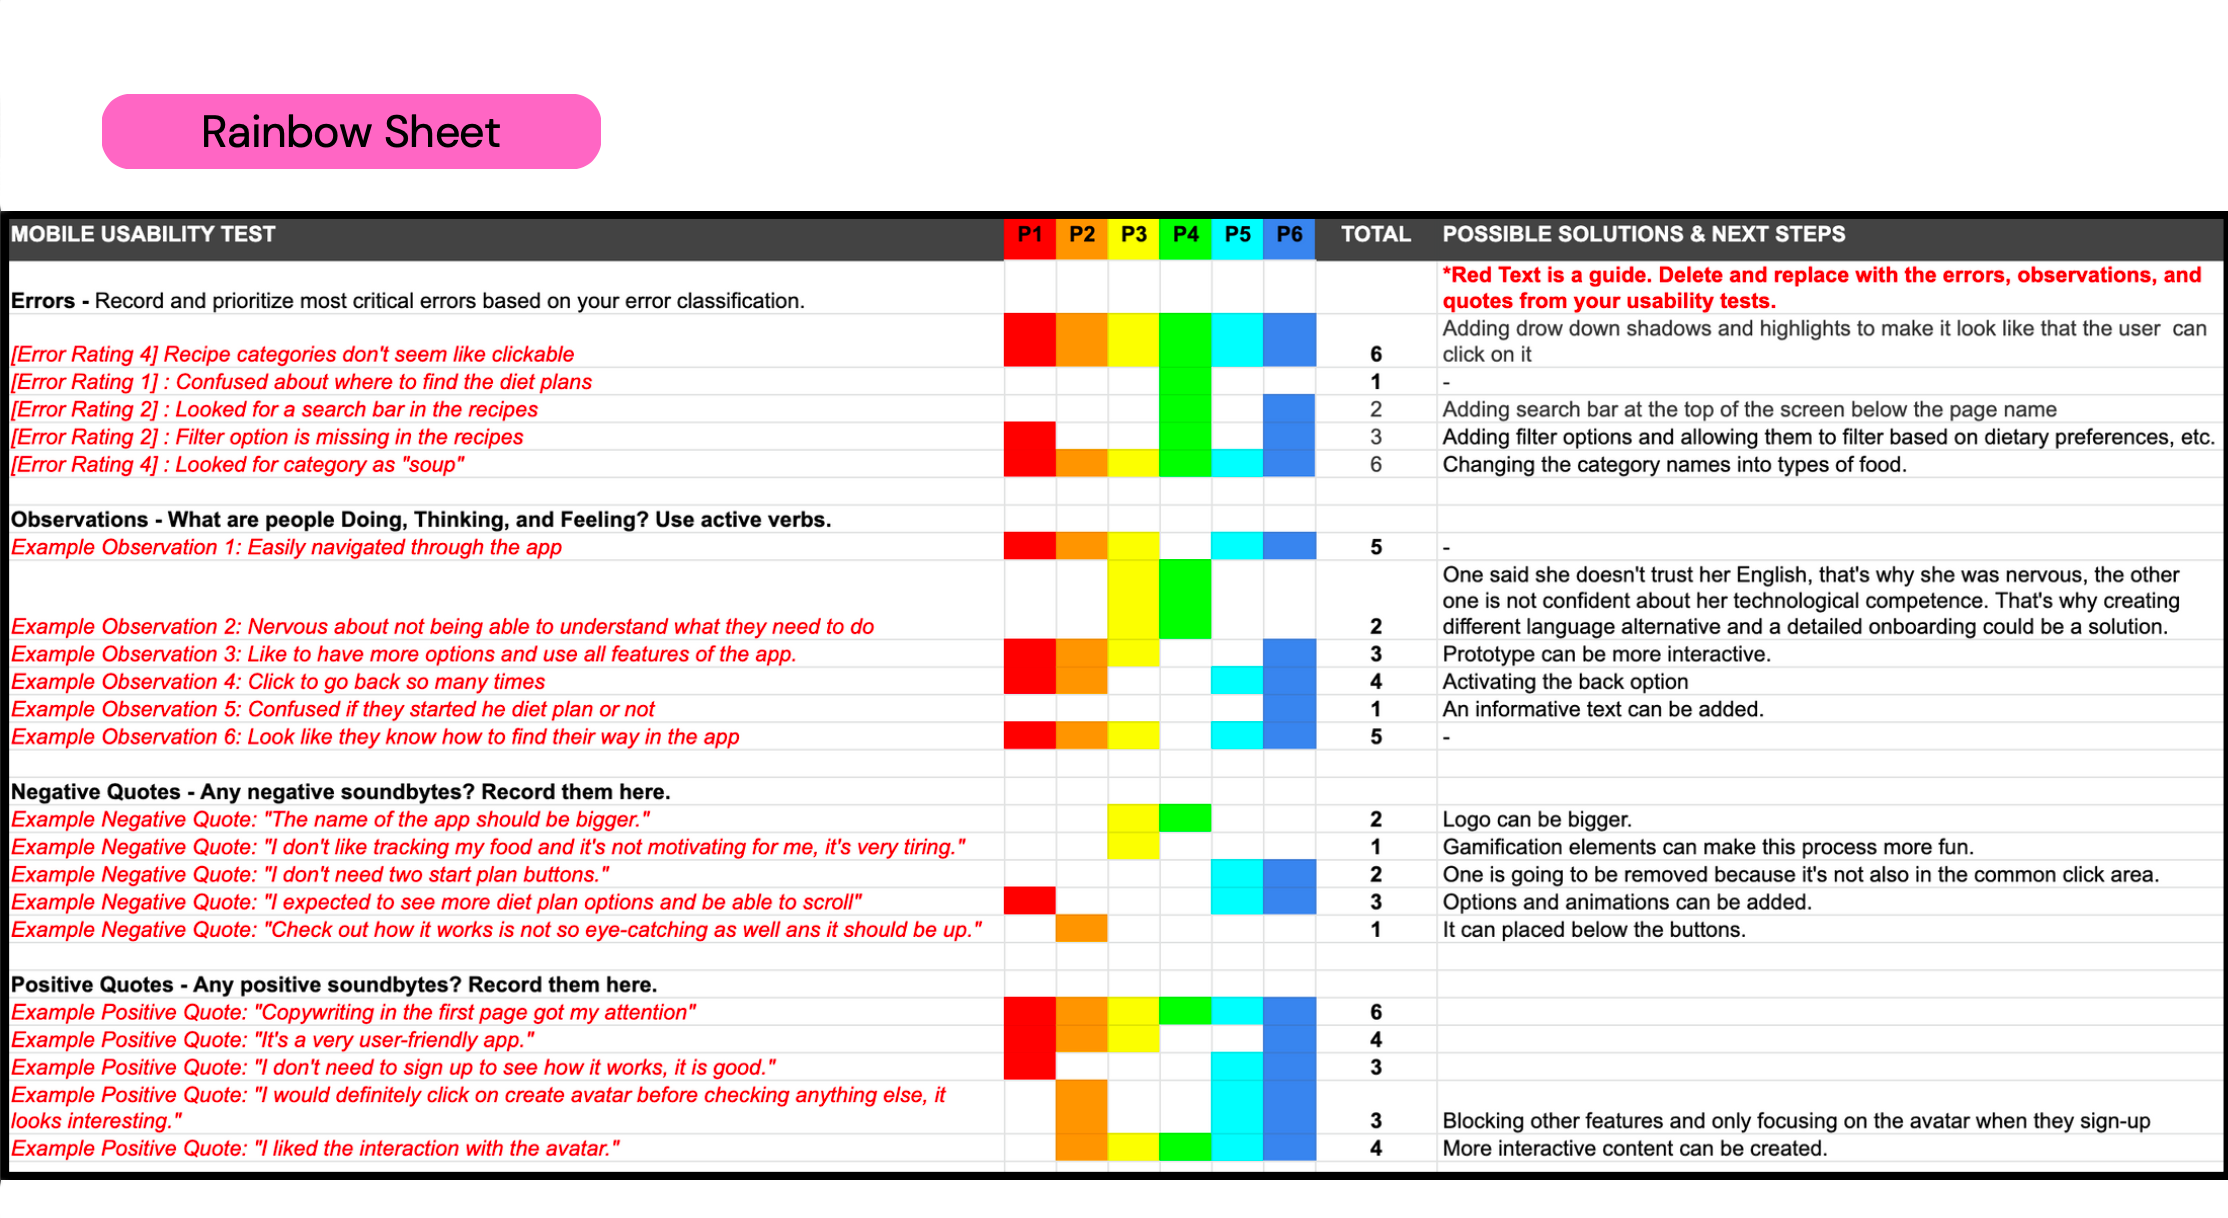 Rainbow Sheet
MOBILE USABILITY TEST P1 P2 P3 P4 P5 P6 TOTAL POSSIBLE SOLUTIONS & NEXT STEPS
*Red Text is a guide. Delete and replace with the errors, observations, and
Errors - Record and prioritize most critical errors based on your error classification. quotes from your usability tests.
Adding drow down shadows and highlights to make it look like that the user can
[Error Rating 4] Recipe categories don't seem like clickable 6 click on it
[Error Rating 1] : Confused about where to find the diet plans 1 -
[Error Rating 2] : Looked for a search bar in the recipes 2 Adding search bar at the top of the screen below the page name
[Error Rating 2] : Filter option is missing in the recipes 3 Adding filter options and allowing them to filter based on dietary preferences, etc.
[Error Rating 4] : Looked for category as "soup" 6 Changing the category names into types of food.
Observations - What are people Doing, Thinking, and Feeling? Use active verbs.
Example Observation 1: Easily navigated through the app 5 -
One said she doesn't trust her English, that's why she was nervous, the other
one is not confident about her technological competence. That's why creating
Example Observation 2: Nervous about not being able to understand what they need to do 2 different language alternative and a detailed onboarding could be a solution.
Example Observation 3: Like to have more options and use all features of the app. 3 Prototype can be more interactive.
Example Observation 4: Click to go back so many times 4 Activating the back option
Example Observation 5: Confused if they started he diet plan or not 1 An informative text can be added.
Example Observation 6: Look like they know how to find their way in the app 5 -
Negative Quotes - Any negative soundbytes? Record them here.
Example Negative Quote: "The name of the app should be bigger." 2 Logo can be bigger.
Example Negative Quote: "I don't like tracking my food and it's not motivating for me, it's very tiring." 1 Gamification elements can make this process more fun.
Example Negative Quote: "I don't need two start plan buttons." 2 One is going to be removed because it's not also in the common click area.
Example Negative Quote: "I expected to see more diet plan options and be able to scroll" 3 Options and animations can be added.
Example Negative Quote: "Check out how it works is not so eye-catching as well ans it should be up." 1 It can placed below the buttons.
Positive Quotes - Any positive soundbytes? Record them here.
Example Positive Quote: "Copywriting in the first page got my attention" 6
Example Positive Quote: "It's a very user-friendly app." 4
Example Positive Quote: "I don't need to sign up to see how it works, it is good." 3
Example Positive Quote: "I would definitely click on create avatar before checking anything else, it
looks interesting." 3 Blocking other features and only focusing on the avatar when they sign-up
Example Positive Quote: "I liked the interaction with the avatar." 4 More interactive content can be created.